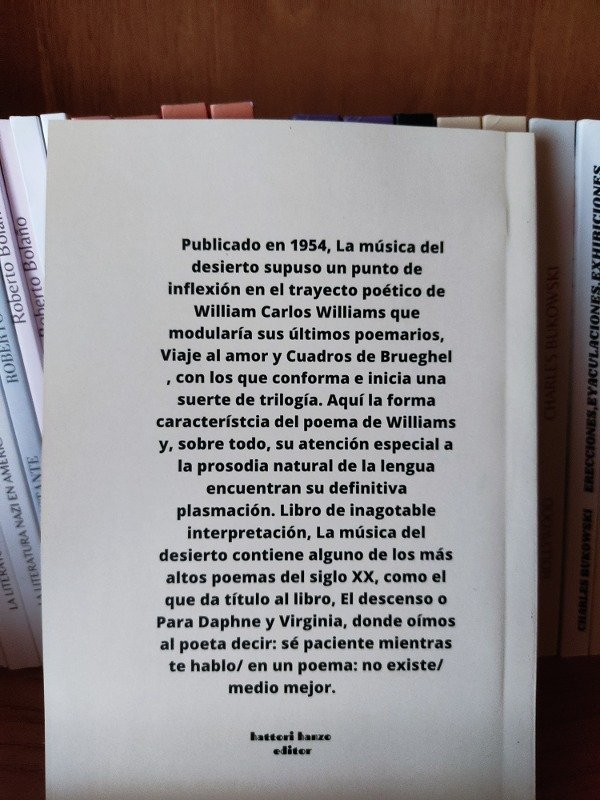 Publicado en 1954, La música del
desierto supuso un punto de
inflexión en el trayecto poético de
William Carlos Williams que
modularía sus últimos poemarios,
Viaje al amor y Cuadros de Brueghel
, con los que conforma e inicia una
suerte de trilogía. Aquí la forma
característcia del poema de Williams
y, sobre todo, su atención especial a
la prosodia natural de la lengua
encuentran su definitiva
plasmación. Libro de inagotable
interpretación, La música del
desierto contiene alguno de los más
altos poemas del siglo XX, como el
que da título al libro, El descenso o
Para Daphne y Virginia, donde oímos
al poeta decir: sé paciente mientras
te hablo/ en un poema: no existe/
medio mejor.
hattori hanzo
editor
LA LITERATURA NAZI EN AMÉRIC
Roberto Bolaño
ROBERTO
Roberto Bolaño
CHARLES BUKOWSKI
HOLLYWOOD
CHARLES BUKOWSKI ERECCIONES,EYACULACIONES,EXHIBICIONES